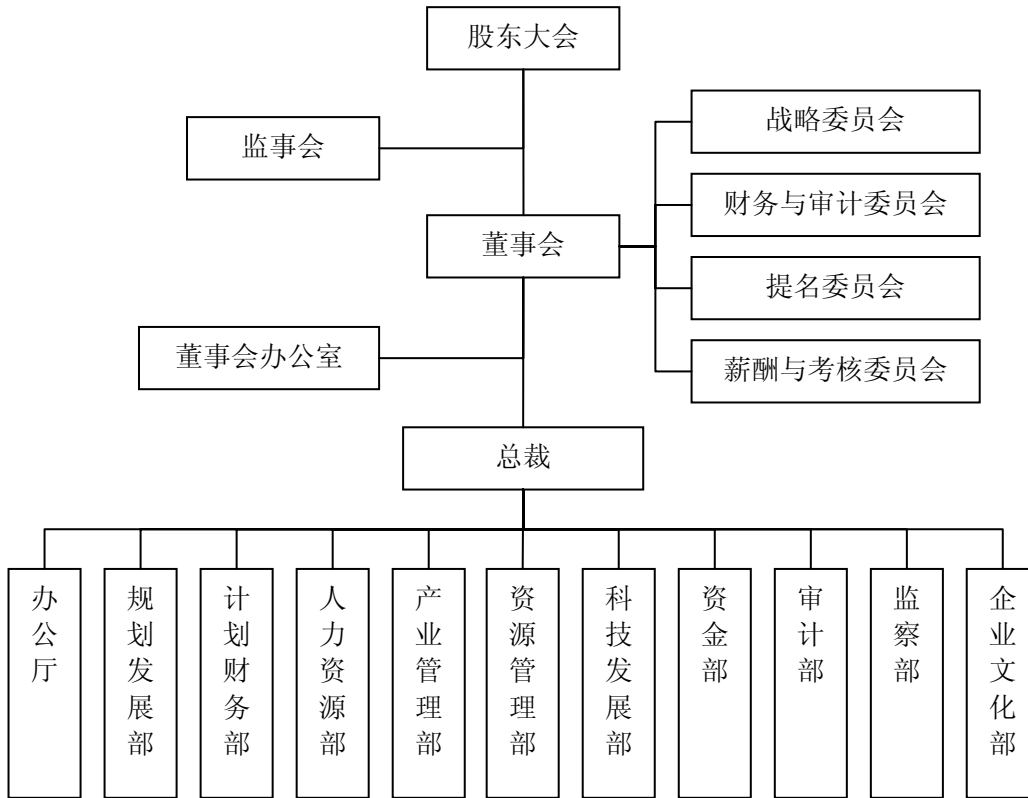 股东大会
监事会
战略委员会
财务与审计委员会
董事会
提名委员会
董事会办公室
薪酬与考核委员会
总裁
办公厅
规划发展部
计划财务部
人力资源部
产业管理部
资源管理部
科技发展部
资金部
审计部
监察部
企业文化部